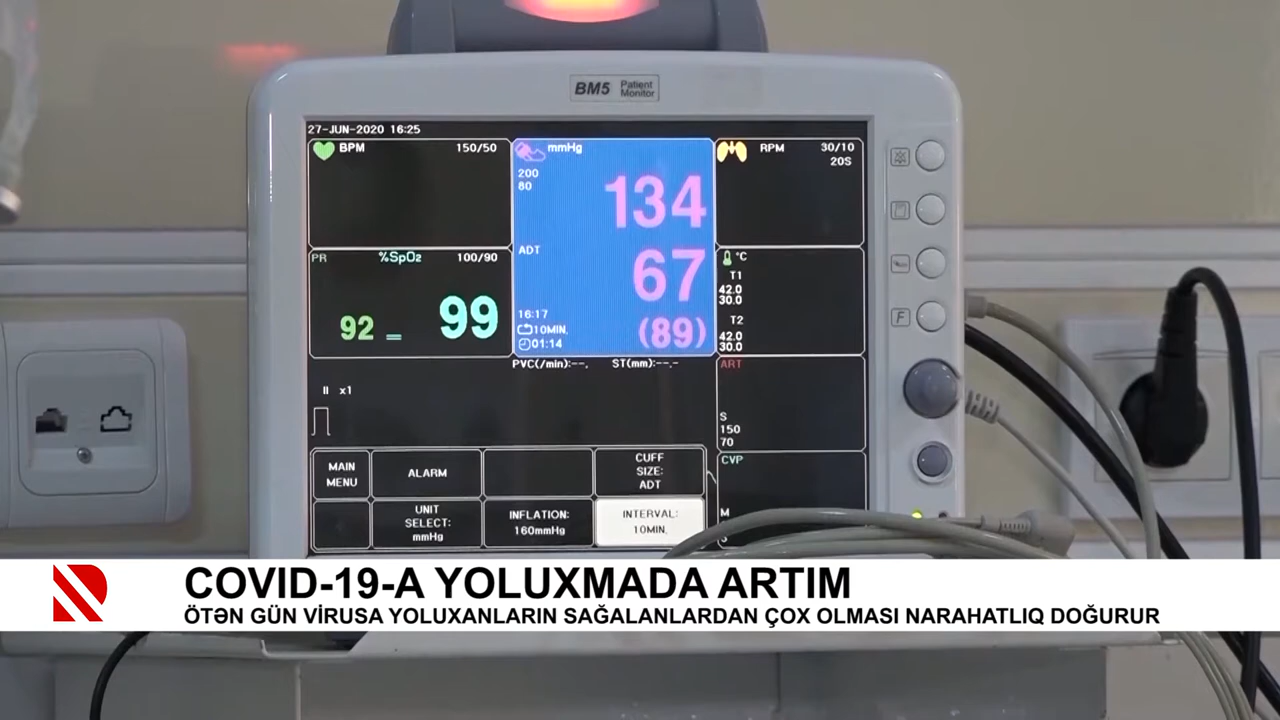 BM5 Patient Monitor
27-JUN-2020 16:25
BPM 150/50
mmHg
200
80
134
ADT
67
16:17
10MIN.
01:14
(89)
RPM 30/10
20S
PR %SpO₂ 100/90
92 99
°C
T1
42.0
30.0
T2
42.0
30.0
PVC(/min):--, ST(mm):--.-
II x1
ART
S
150
70
CVP
M
MAIN MENU
ALARM
CUFF SIZE: ADT
UNIT SELECT: mmHg
INFLATION: 160mmHg
INTERVAL: 10MIN.
F
COVID-19-A YOLUXMADA ARTIM
ÖTƏN GÜN VİRUSA YOLUXANLARIN SAĞALANLARDAN ÇOX OLMASI NARAHATLIQ DOĞURUR